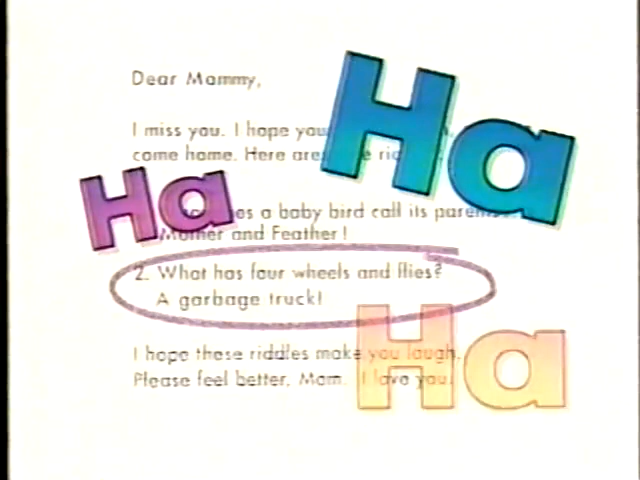 Dear Mommy,
I miss you. I hope you
come home. Here are
Ha
Ha
a baby bird call its
Mother and Feather!
2. What has four wheels and flies?
A garbage truck!
I hope these riddles make you laugh.
Please feel better, Mom. I love you.
Ha